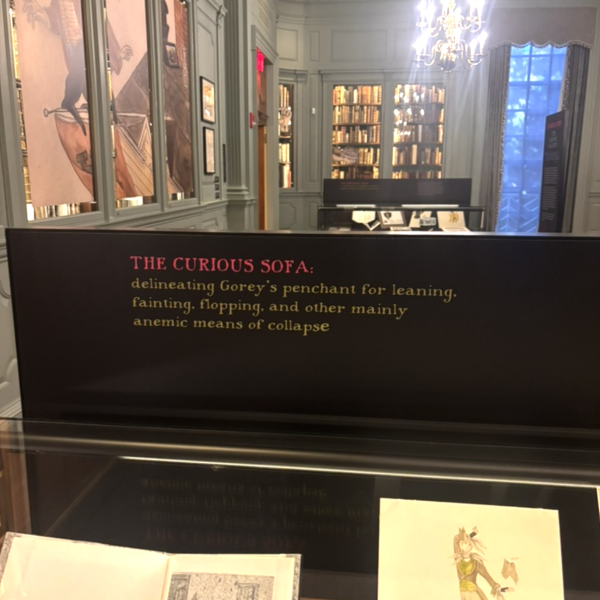 THE CURIOUS SOFA:
delineating Gorey's penchant for leaning,
fainting, flopping, and other mainly
anemic means of collapse